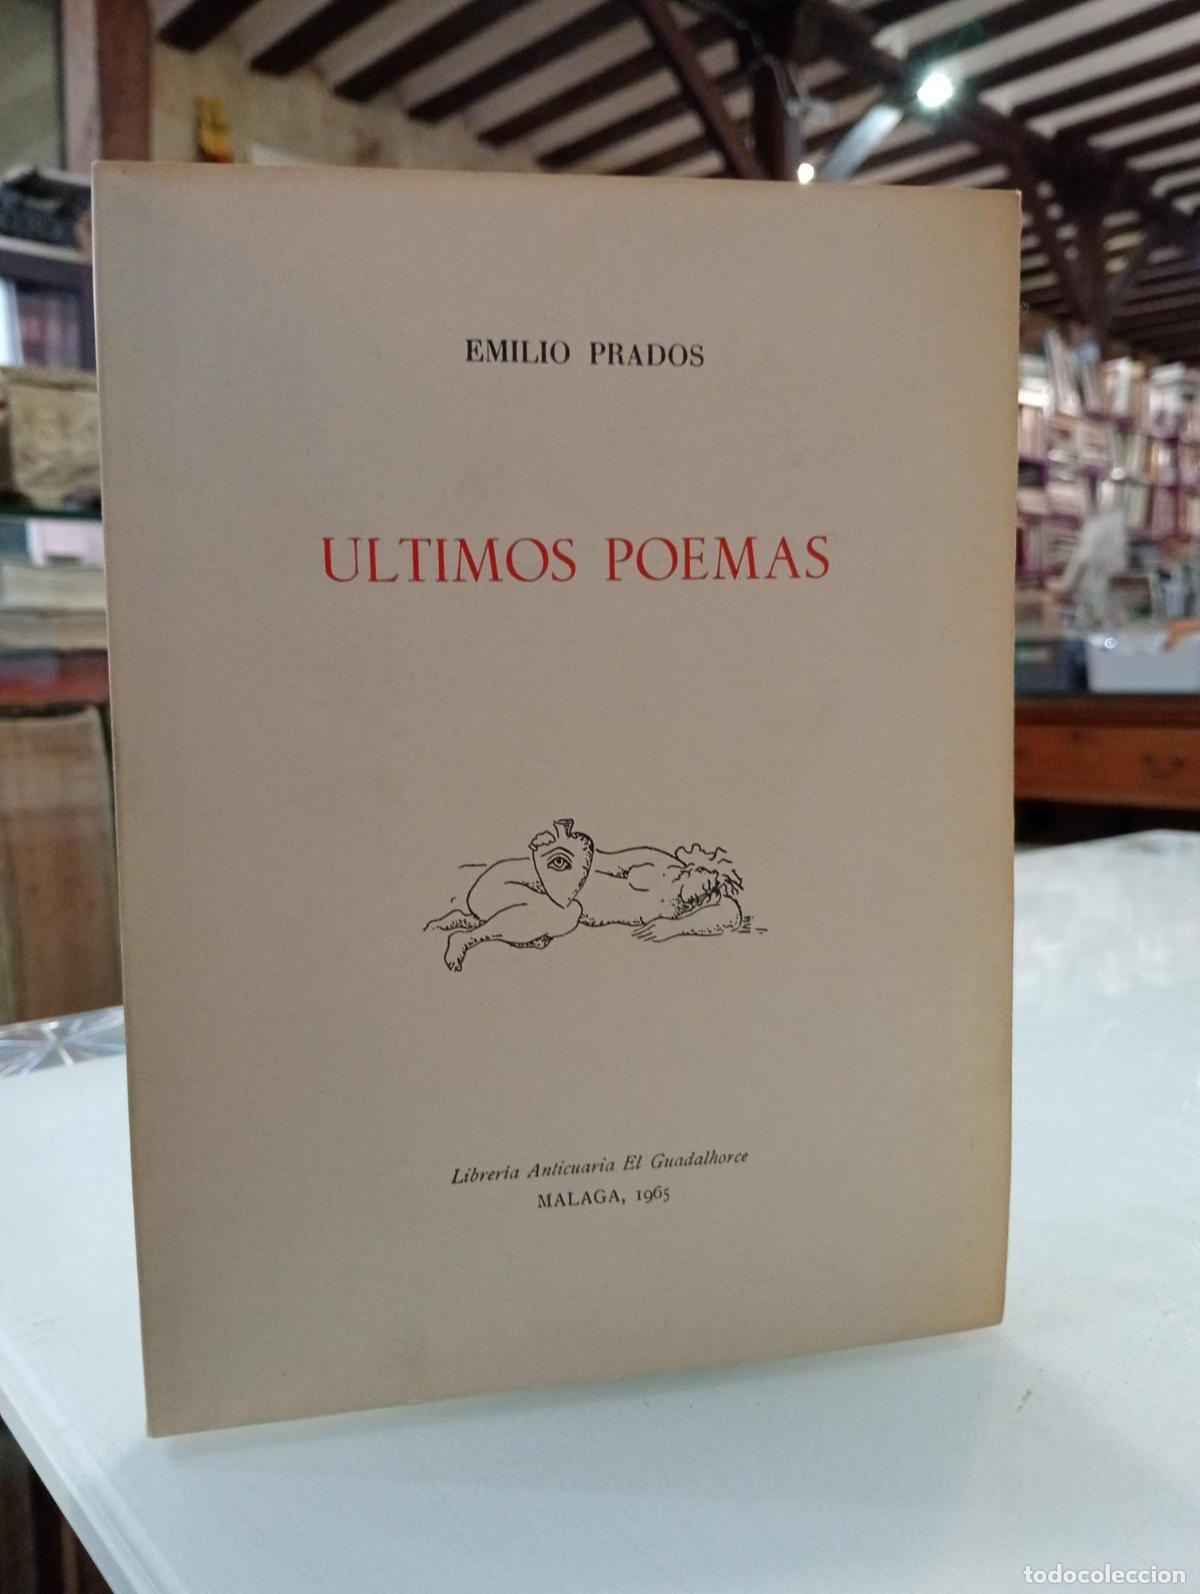 EMILIO PRADOS
ULTIMOS POEMAS
Librería Anticuaria El Guadalhorce
MALAGA, 1965
todocoleccion